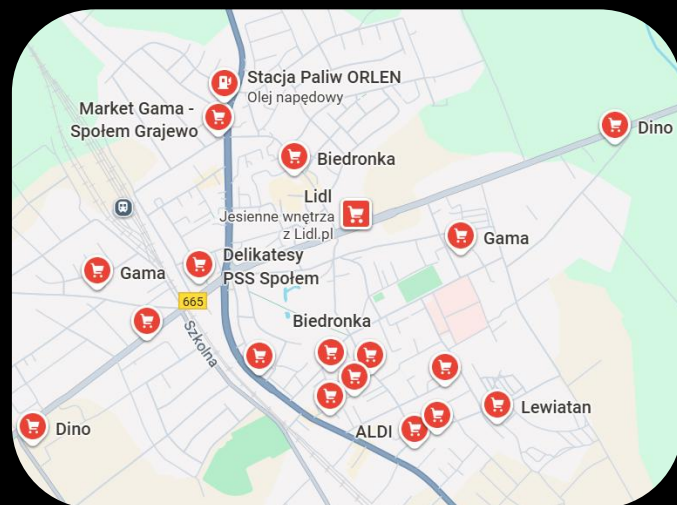 Stacja Paliw ORLEN
Olej napędowy
Market Gama -
Społem Grajewo
Dino
Biedronka
Lidl
Jesienne wnętrza
z Lidl.pl
Gama
Delikatesy
PSS Społem
Gama
665
Szkolna
Biedronka
Lewiatan
ALDI
Dino